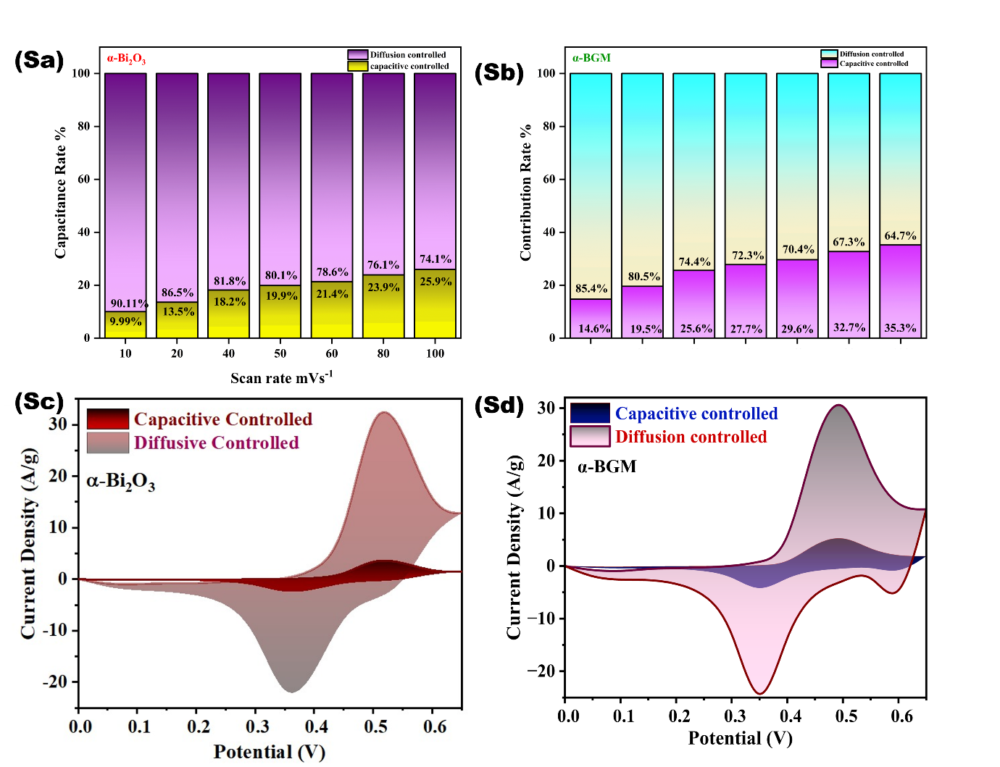 (Sa)
α-Bi₂O₃
Diffusion controlled
capacitive controlled
Capacitance Rate %
100
80
60
40
20
0
90.11%
86.5%
81.8%
80.1%
78.6%
76.1%
74.1%
9.99%
13.5%
18.2%
19.9%
21.4%
23.9%
25.9%
10 20 40 50 60 80 100
Scan rate mVs⁻¹
(Sb)
α-BGM
Diffusion controlled
Capacitive controlled
Contribution Rate %
100
80
60
40
20
0
85.4%
80.5%
74.4%
72.3%
70.4%
67.3%
64.7%
14.6%
19.5%
25.6%
27.7%
29.6%
32.7%
35.3%
(Sc)
Capacitive Controlled
Diffusive Controlled
α-Bi₂O₃
Current Density (A/g)
30
20
10
0
-10
-20
0.0 0.1 0.2 0.3 0.4 0.5 0.6
Potential (V)
(Sd)
Capacitive controlled
Diffusion controlled
α-BGM
Current Density (A/g)
30
20
10
0
−10
−20
0.0 0.1 0.2 0.3 0.4 0.5 0.6
Potential (V)